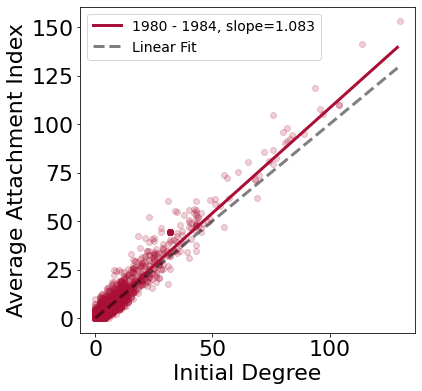 1980 - 1984, slope=1.083
Linear Fit
Average Attachment Index
150
125
100
75
50
25
0
0 50 100
Initial Degree